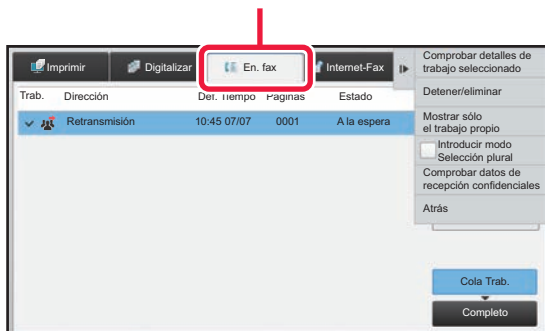 Imprimir
Digitalizar
En. fax
Internet-Fax
Trab.
Dirección
Def. Tiempo
Páginas
Estado
Retransmisión
10:45 07/07
0001
A la espera
Comprobar detalles de
trabajo seleccionado
Detener/eliminar
Mostrar sólo
el trabajo propio
Introducir modo
Selección plural
Comprobar datos de
recepción confidenciales
Atrás
Cola Trab.
Completo